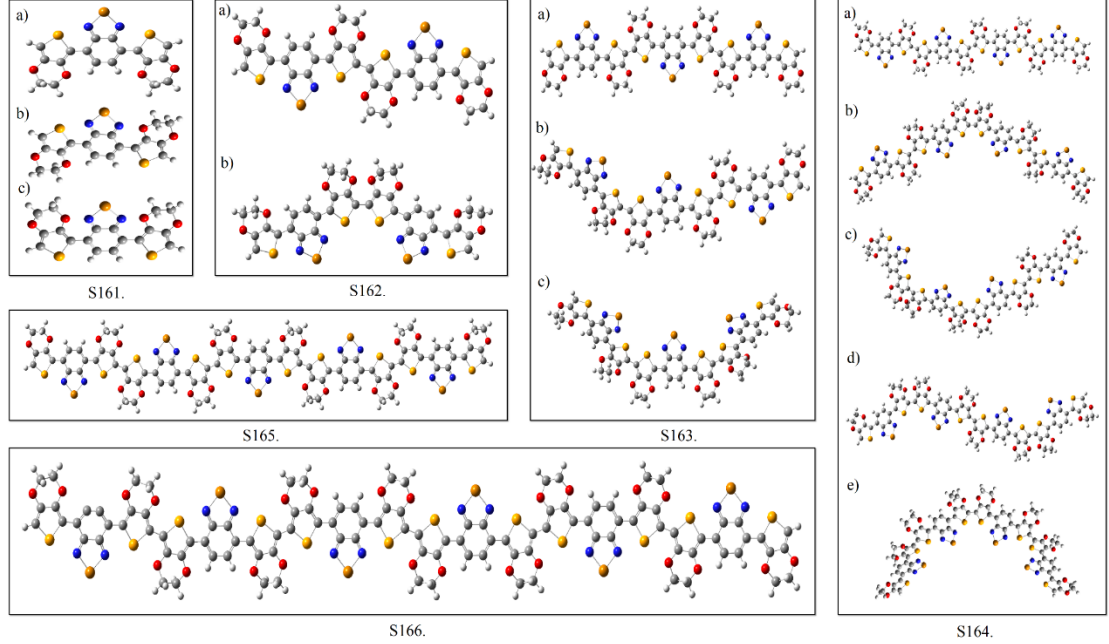 a)
b)
c)
S161.
a)
b)
S162.
a)
b)
c)
S163.
a)
b)
c)
d)
e)
S164.
S165.
S166.